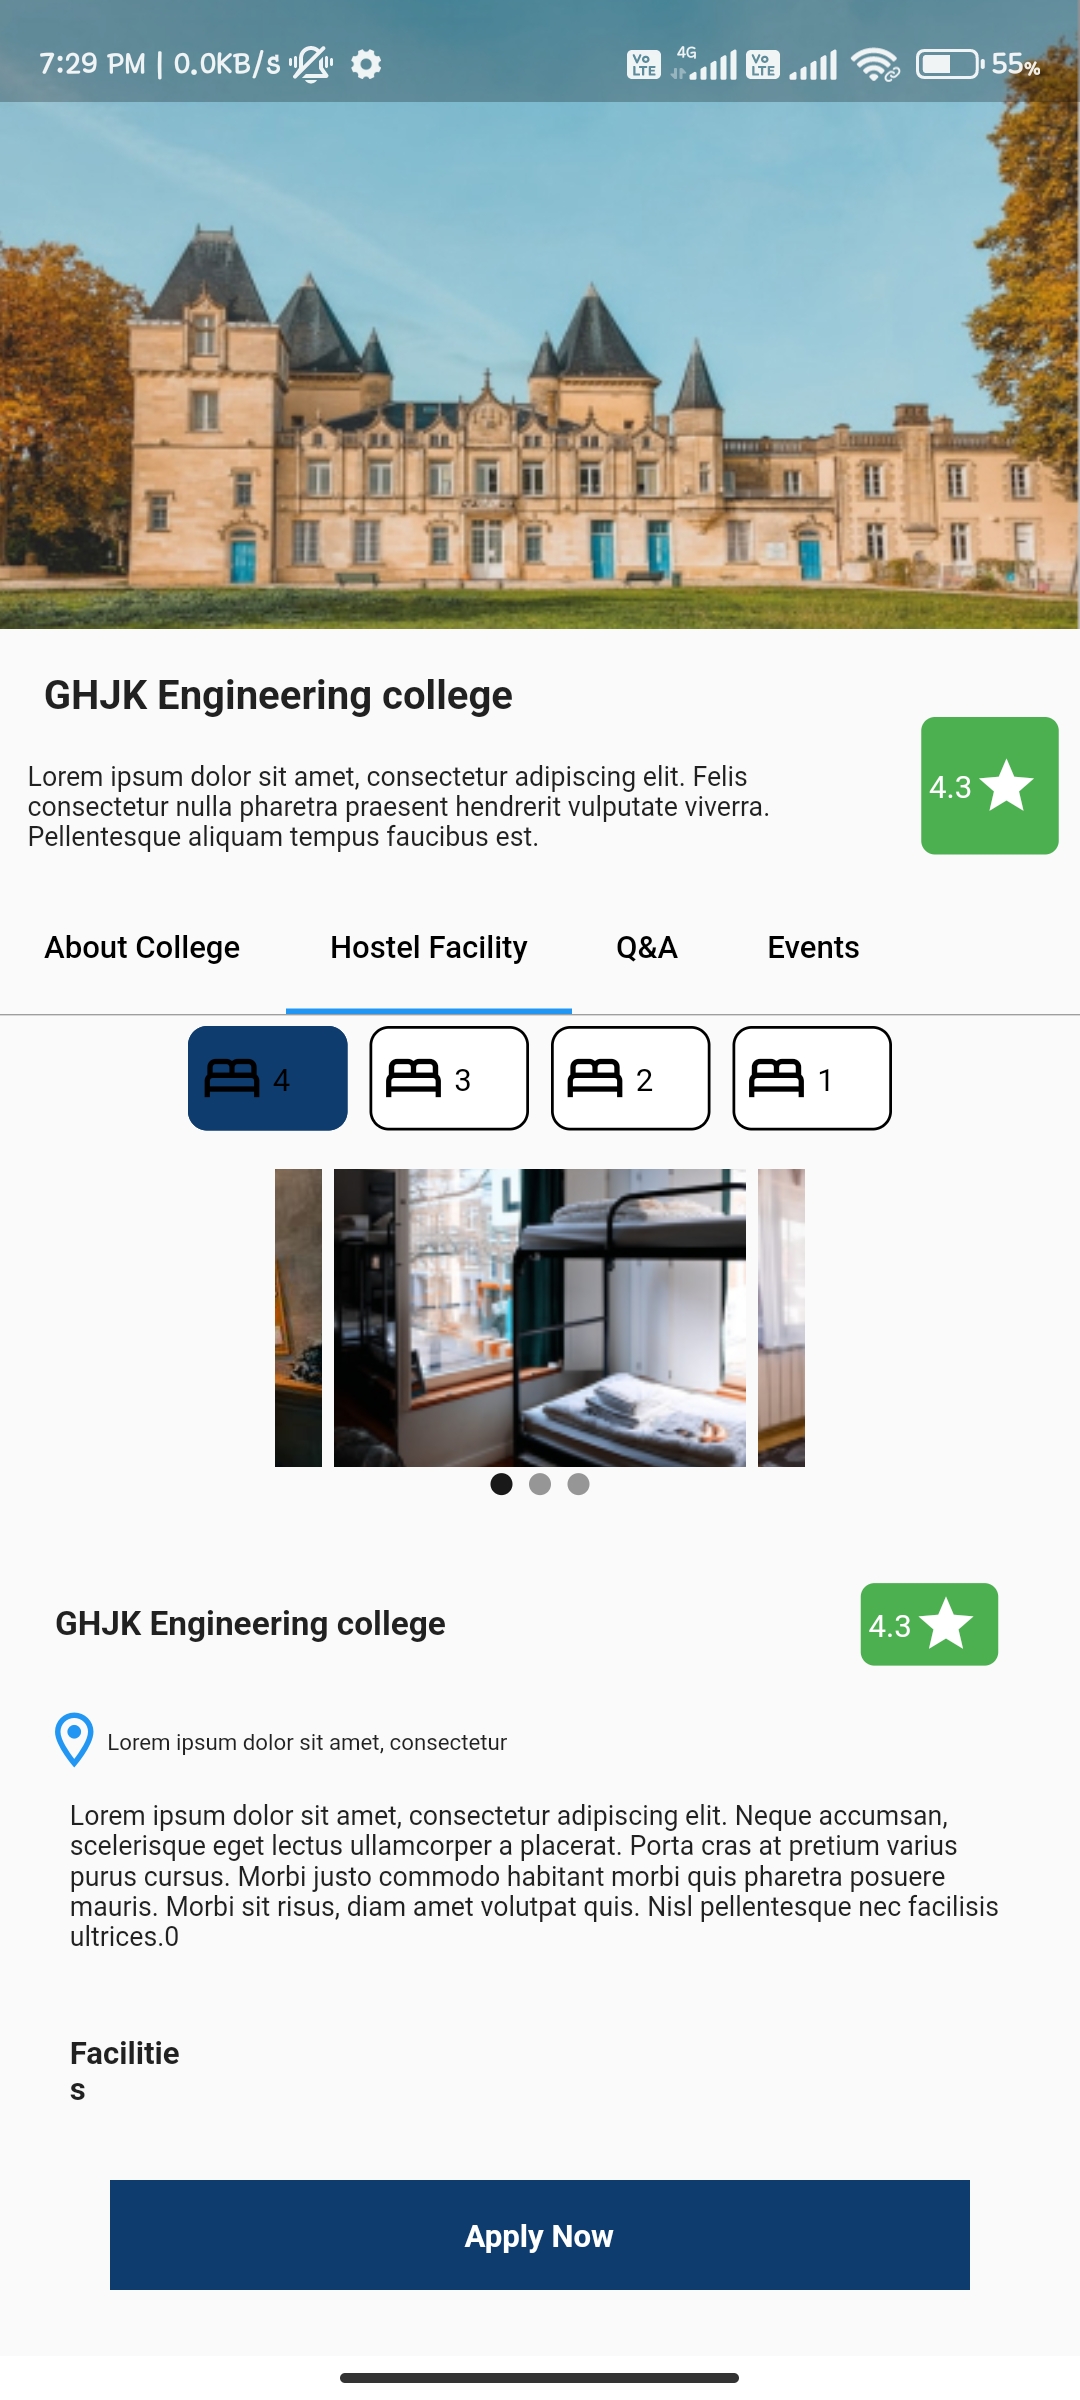 7:29 PM | 0.0KB/s
Vo LTE 4G Vo LTE 55%
GHJK Engineering college
Lorem ipsum dolor sit amet, consectetur adipiscing elit. Felis
consectetur nulla pharetra praesent hendrerit vulputate viverra.
Pellentesque aliquam tempus faucibus est.
4.3
About College Hostel Facility Q&A Events
4 3 2 1
L
GHJK Engineering college
4.3
Lorem ipsum dolor sit amet, consectetur
Lorem ipsum dolor sit amet, consectetur adipiscing elit. Neque accumsan,
scelerisque eget lectus ullamcorper a placerat. Porta cras at pretium varius
purus cursus. Morbi justo commodo habitant morbi quis pharetra posuere
mauris. Morbi sit risus, diam amet volutpat quis. Nisl pellentesque nec facilisis
ultrices.0
Facilitie
s
Apply Now